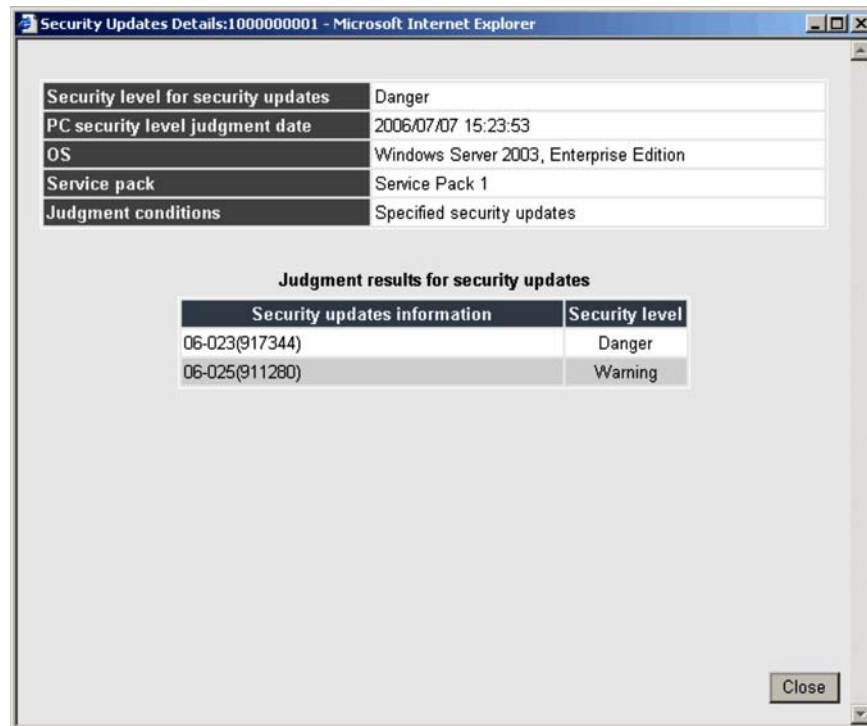 Security Updates Details:1000000001 - Microsoft Internet Explorer
Security level for security updates Danger
PC security level judgment date 2006/07/07 15:23:53
OS Windows Server 2003, Enterprise Edition
Service pack Service Pack 1
Judgment conditions Specified security updates
Judgment results for security updates
Security updates information Security level
06-023(917344) Danger
06-025(911280) Warning
Close